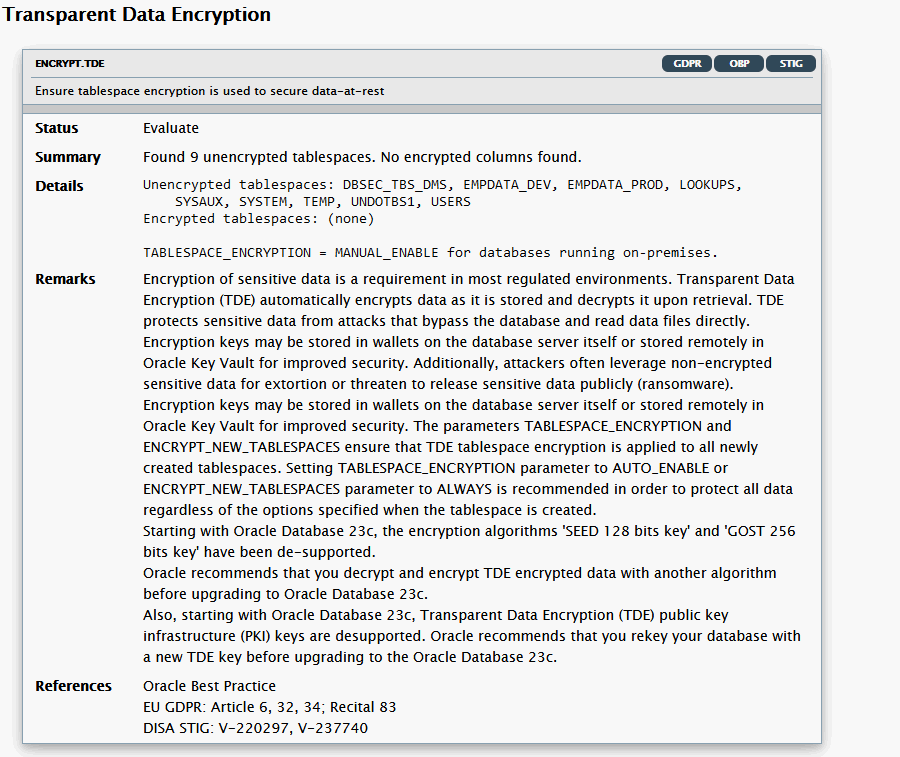 Transparent Data Encryption
ENCRYPT.TDE GDPR OBP STIG
Ensure tablespace encryption is used to secure data-at-rest
Status Evaluate
Summary Found 9 unencrypted tablespaces. No encrypted columns found.
Details Unencrypted tablespaces: DBSEC_TBS_DMS, EMPDATA_DEV, EMPDATA_PROD, LOOKUPS,
SYSAUX, SYSTEM, TEMP, UNDOTBS1, USERS
Encrypted tablespaces: (none)
TABLESPACE_ENCRYPTION = MANUAL_ENABLE for databases running on-premises.
Remarks Encryption of sensitive data is a requirement in most regulated environments. Transparent Data
Encryption (TDE) automatically encrypts data as it is stored and decrypts it upon retrieval. TDE
protects sensitive data from attacks that bypass the database and read data files directly.
Encryption keys may be stored in wallets on the database server itself or stored remotely in
Oracle Key Vault for improved security. Additionally, attackers often leverage non-encrypted
sensitive data for extortion or threaten to release sensitive data publicly (ransomware).
Encryption keys may be stored in wallets on the database server itself or stored remotely in
Oracle Key Vault for improved security. The parameters TABLESPACE_ENCRYPTION and
ENCRYPT_NEW_TABLESPACES ensure that TDE tablespace encryption is applied to all newly
created tablespaces. Setting TABLESPACE_ENCRYPTION parameter to AUTO_ENABLE or
ENCRYPT_NEW_TABLESPACES parameter to ALWAYS is recommended in order to protect all data
regardless of the options specified when the tablespace is created.
Starting with Oracle Database 23c, the encryption algorithms 'SEED 128 bits key' and 'GOST 256
bits key' have been de-supported.
Oracle recommends that you decrypt and encrypt TDE encrypted data with another algorithm
before upgrading to Oracle Database 23c.
Also, starting with Oracle Database 23c, Transparent Data Encryption (TDE) public key
infrastructure (PKI) keys are desupported. Oracle recommends that you rekey your database with
a new TDE key before upgrading to the Oracle Database 23c.
References Oracle Best Practice
EU GDPR: Article 6, 32, 34; Recital 83
DISA STIG: V-220297, V-237740